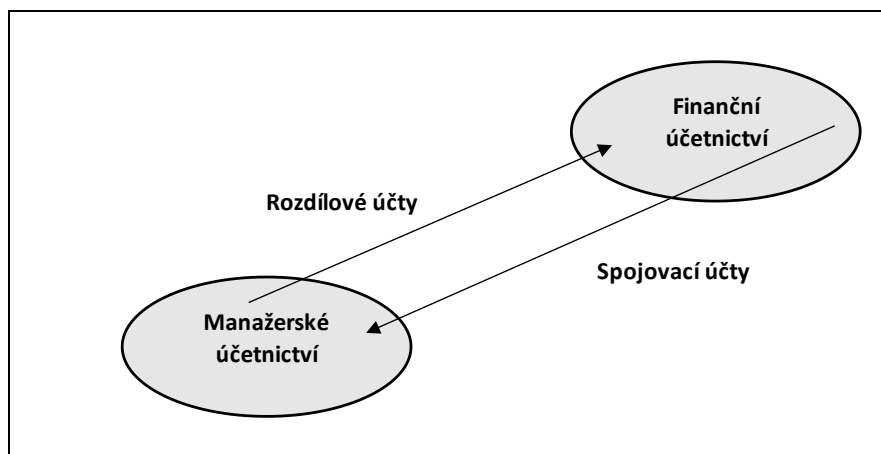 Finanční
účetnictví
Rozdílové účty
Spojovací účty
Manažerské
účetnictví